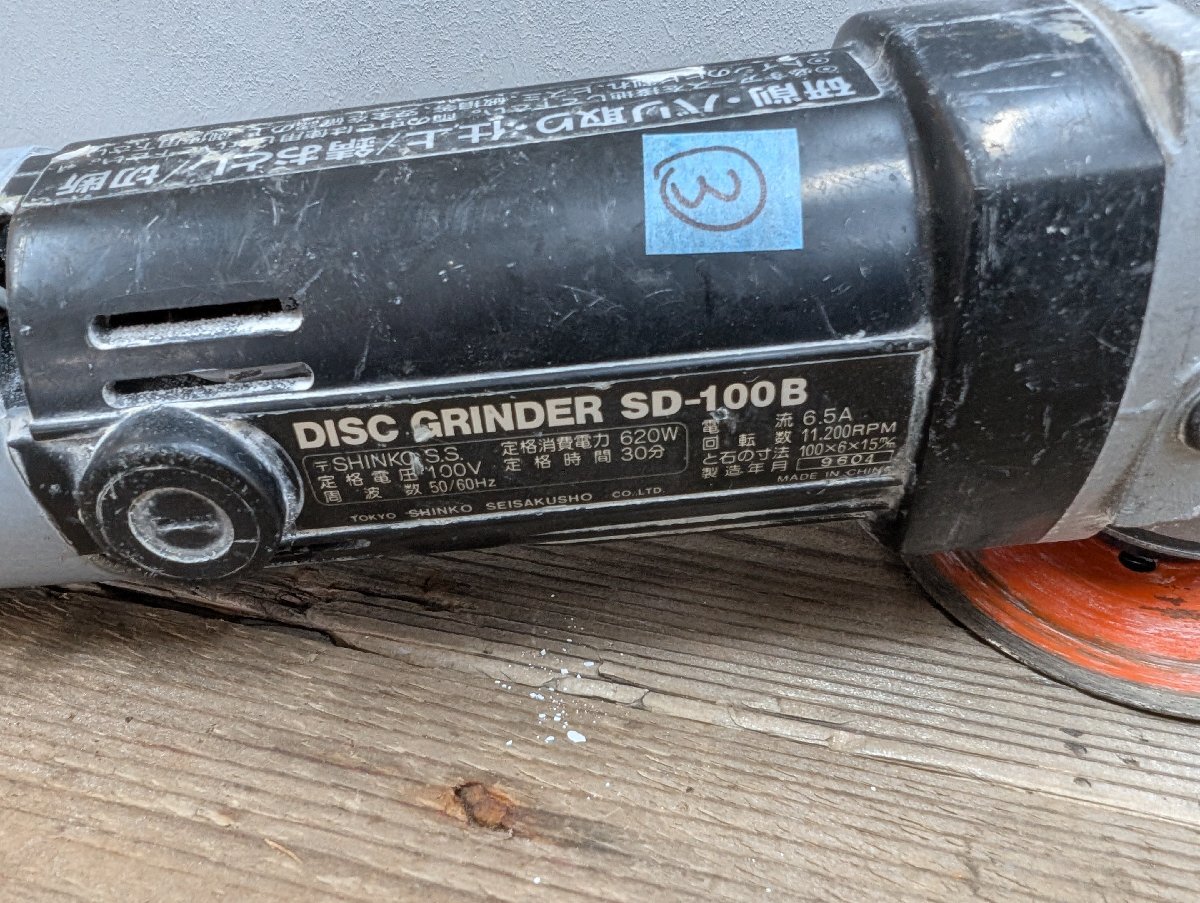 研削・バリ取り・仕上/錆おとし/切断
③
DISC GRINDER SD-100B
〒SHINKO S.S. 定格消費電力 620W
定格電圧 100V 定格時間 30分
周波数 50/60Hz
電流 6.5A
回転数 11,200RPM
と石の寸法 100×6×15㎜
製造年月
MADE IN CHINA
TOKYO SHINKO SEISAKUSHO CO.,LTD